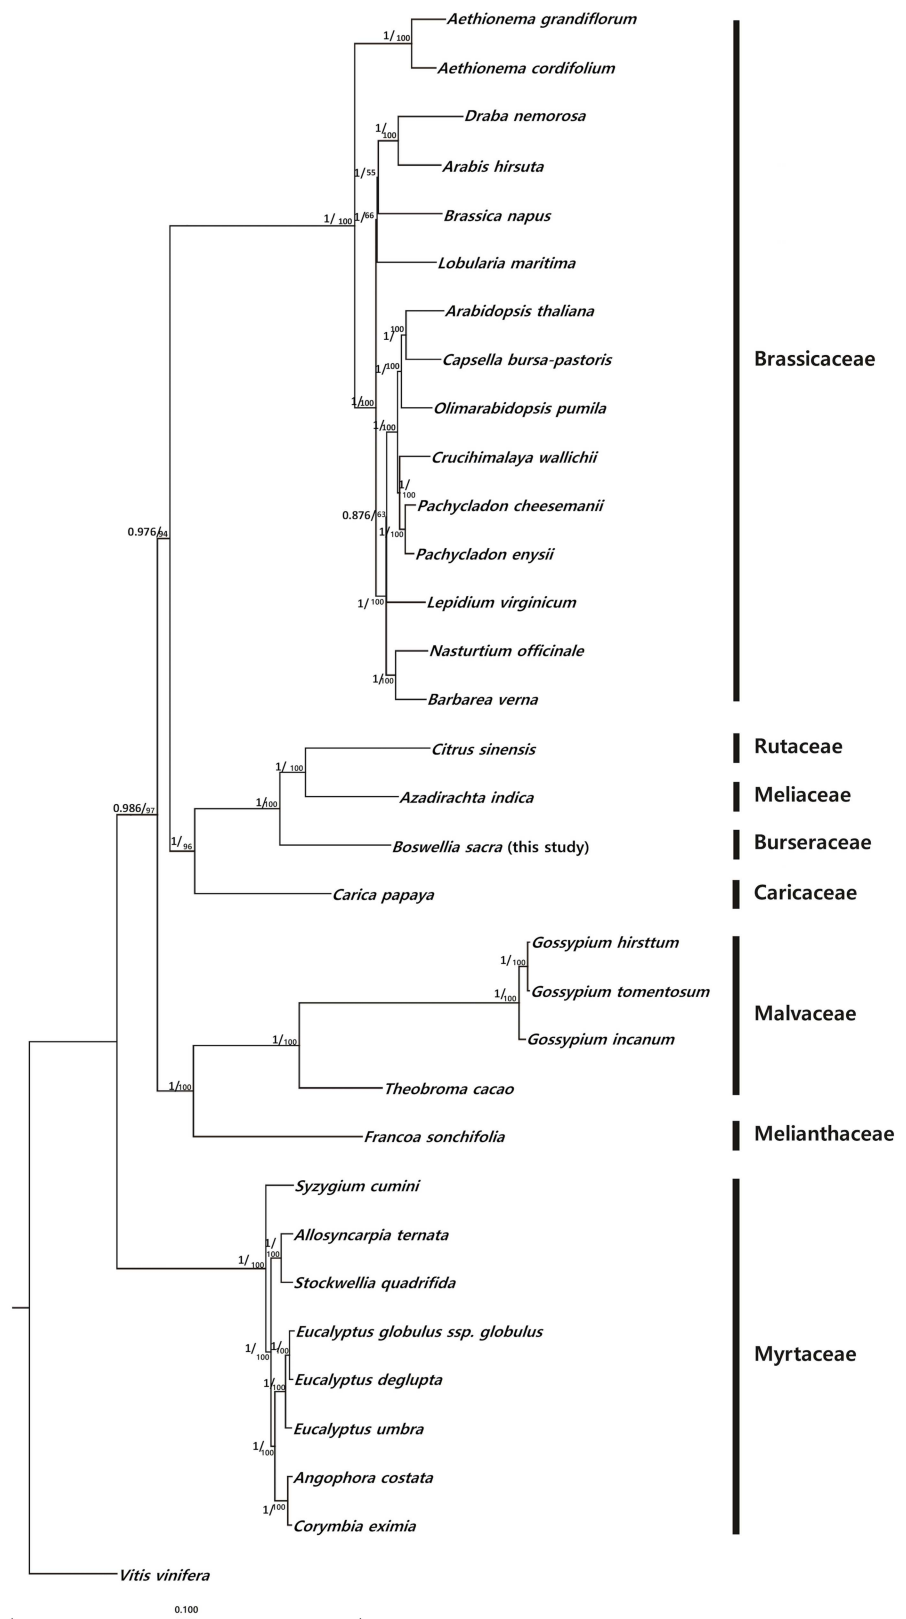 Aethionema grandiflorum
1/ 100
Aethionema cordifolium
Draba nemorosa
1/
100
Arabis hirsuta
1/55
Brassica napus
1/ 100
1/66
Lobularia maritima
Arabidopsis thaliana
1/100
Capsella bursa-pastoris
Brassicaceae
1/100
Olimarabidopsis pumila
1/100
1/100
Crucihimalaya wallichii
1/
100
Pachycladon cheesemanii
0.876/63
1/100
0.976/94
Pachycladon enysii
Lepidium virginicum
1/100
Nasturtium officinale
1/100
Barbarea verna
Citrus sinensis
Rutaceae
1/ 100
Azadirachta indica
Meliaceae
1/100
0.986/97
Boswellia sacra (this study)
Burseraceae
1/96
Carica papaya
Caricaceae
Gossypium hirsttum
1/100
Gossypium tomentosum
1/100
Malvaceae
Gossypium incanum
1/100
Theobroma cacao
1/100
Francoa sonchifolia
Melianthaceae
Syzygium cumini
Allosyncarpia ternata
1/
100
1/ 100
Stockwellia quadrifida
Eucalyptus globulus ssp. globulus
1/100
1/100
Myrtaceae
Eucalyptus deglupta
1/100
Eucalyptus umbra
1/100
Angophora costata
1/100
Corymbia eximia
Vitis vinifera
0.100